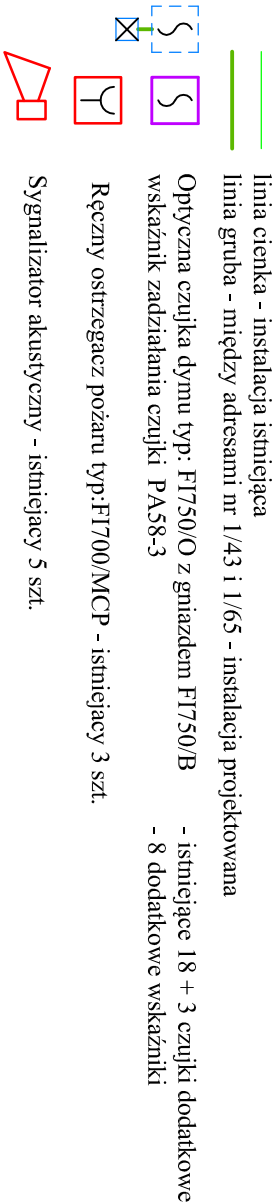 linia cienka - instalacja istniejąca
linia gruba - między adresami nr 1/43 i 1/65 - instalacja projektowana
Optyczna czujka dymu typ: FI750/O z gniazdem FI750/B - istniejące 18 + 3 czujki dodatkowe
wskaźnik zadziałania czujki PA58-3 - 8 dodatkowe wskaźniki
Ręczny ostrzegacz pożaru typ:FI700/MCP - istniejacy 3 szt.
Sygnalizator akustyczny - istniejacy 5 szt.